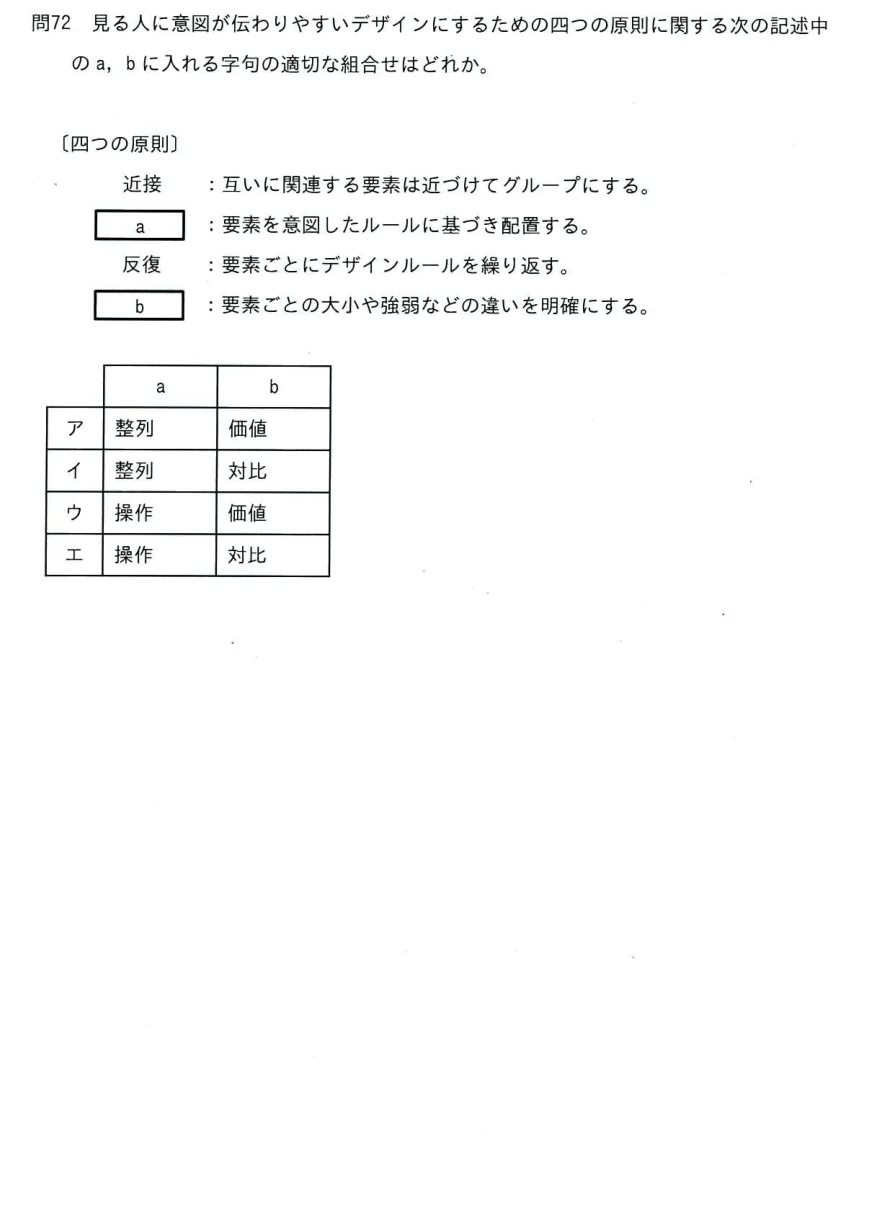 問72 見る人に意図が伝わりやすいデザインにするための四つの原則に関する次の記述中
の a, b に入れる字句の適切な組合せはどれか。
〔四つの原則〕
近接 :互いに関連する要素は近づけてグループにする。
a :要素を意図したルールに基づき配置する。
反復 :要素ごとにデザインルールを繰り返す。
b :要素ごとの大小や強弱などの違いを明確にする。
a b
ア 整列 価値
イ 整列 対比
ウ 操作 価値
エ 操作 対比